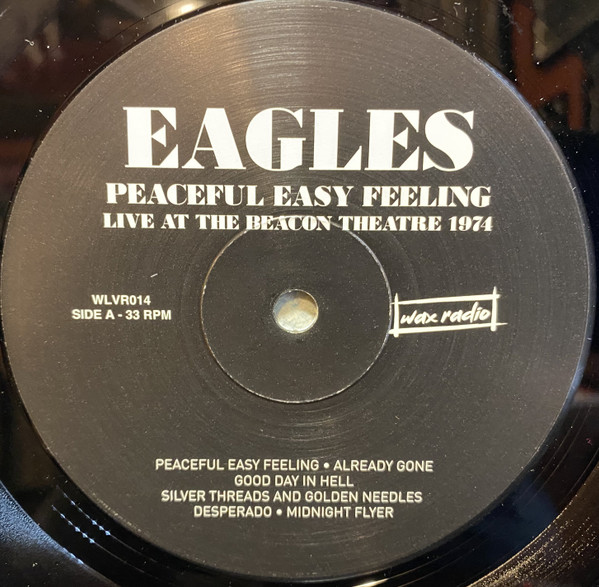 EAGLES
PEACEFUL EASY FEELING
LIVE AT THE BEACON THEATRE 1974
WLVR014
SIDE A - 33 RPM
wax radio
PEACEFUL EASY FEELING • ALREADY GONE
GOOD DAY IN HELL
SILVER THREADS AND GOLDEN NEEDLES
DESPERADO • MIDNIGHT FLYER